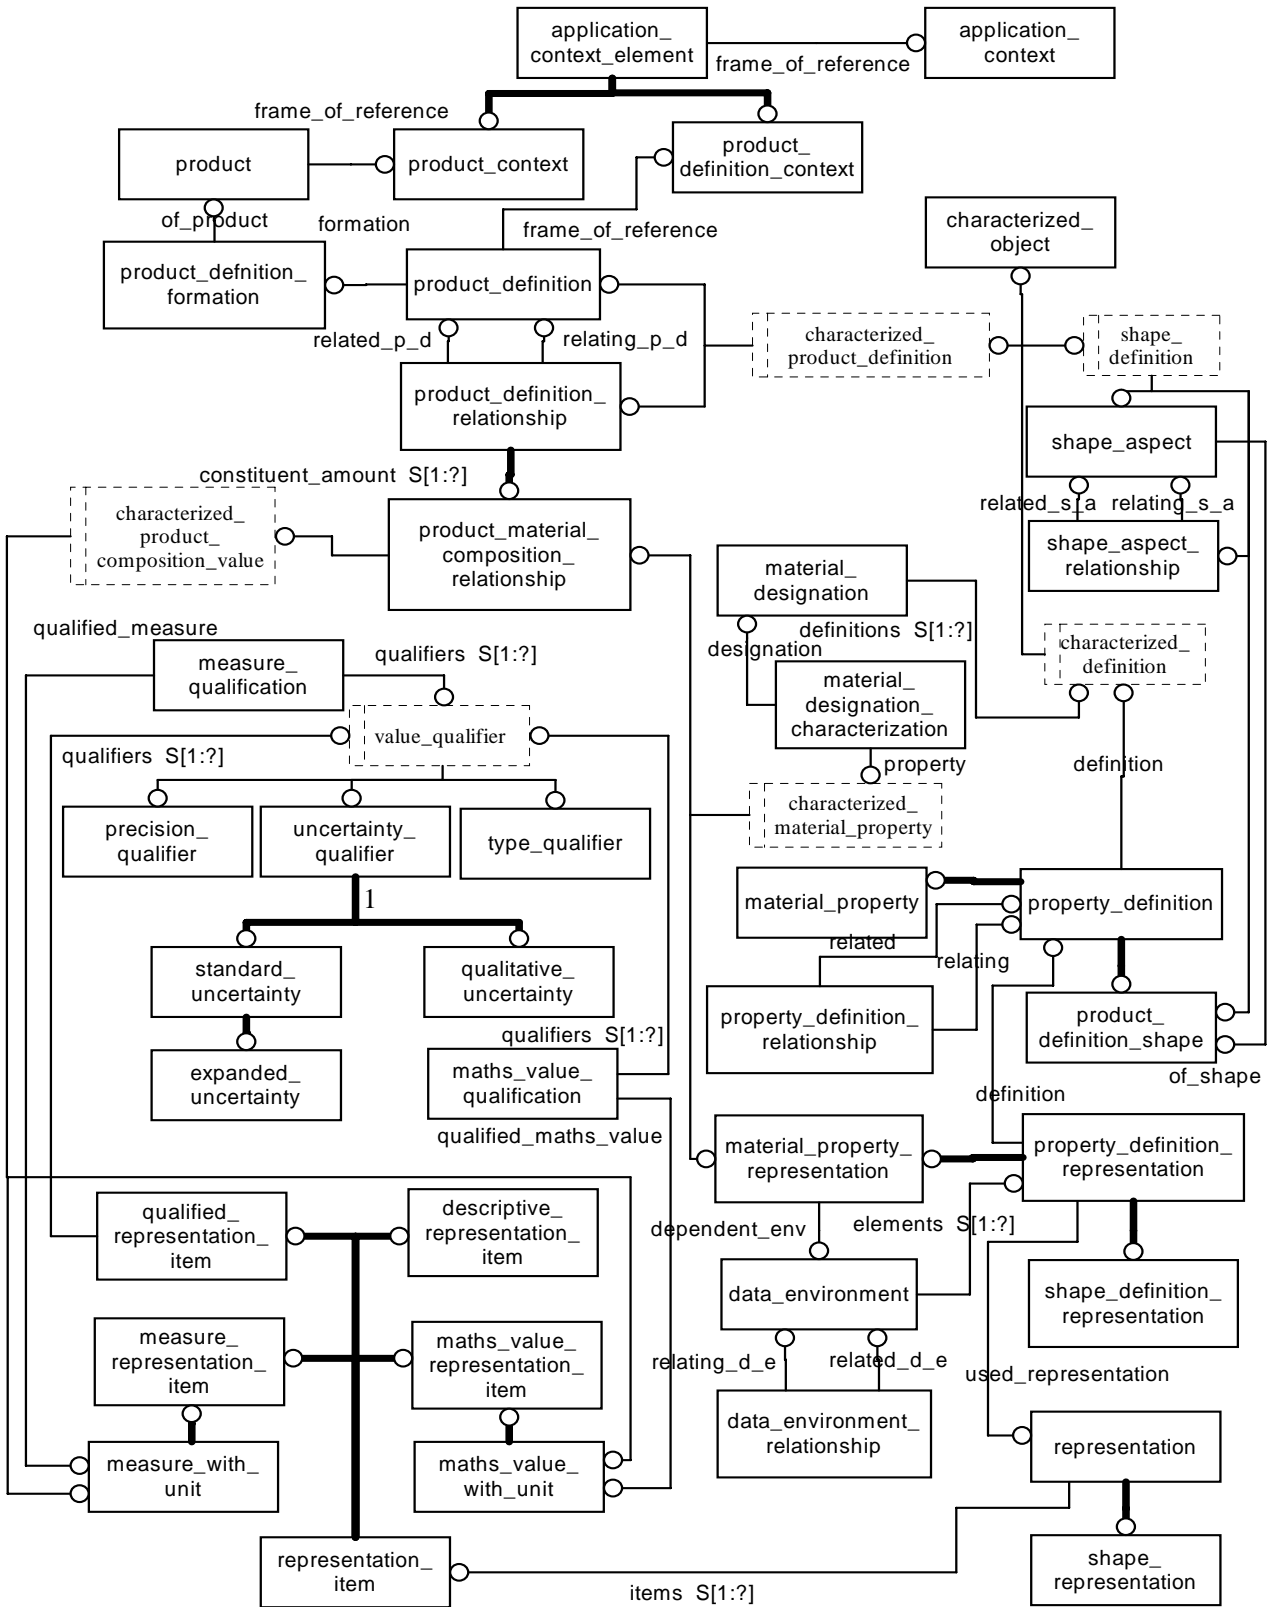 application_
context_element
application_
context
frame_of_reference
frame_of_reference
product
product_context
product_
definition_context
of_product
formation
frame_of_reference
characterized_
object
product_defnition_
formation
product_definition
related_p_d
relating_p_d
characterized_
product_definition
shape_
definition
product_definition_
relationship
shape_aspect
constituent_amount S[1:?]
related_s_a
relating_s_a
characterized_
product_
composition_value
product_material_
composition_
relationship
shape_aspect_
relationship
material_
designation
definitions S[1:?]
designation
characterized_
definition
qualified_measure
measure_
qualification
qualifiers S[1:?]
material_
designation_
characterization
value_qualifier
qualifiers S[1:?]
property
definition
characterized_
material_property
precision_
qualifier
uncertainty_
qualifier
type_qualifier
1
material_property
property_definition
related
relating
standard_
uncertainty
qualitative_
uncertainty
property_definition_
relationship
product_
definition_shape
qualifiers S[1:?]
expanded_
uncertainty
maths_value_
qualification
of_shape
definition
qualified_maths_value
material_property_
representation
property_definition_
representation
qualified_
representation_
item
descriptive_
representation_
item
dependent_env
elements S[1:?]
data_environment
shape_definition_
representation
measure_
representation_
item
maths_value_
representation_
item
relating_d_e
related_d_e
used_representation
data_environment_
relationship
representation
measure_with_
unit
maths_value_
with_unit
representation_
item
items S[1:?]
shape_
representation